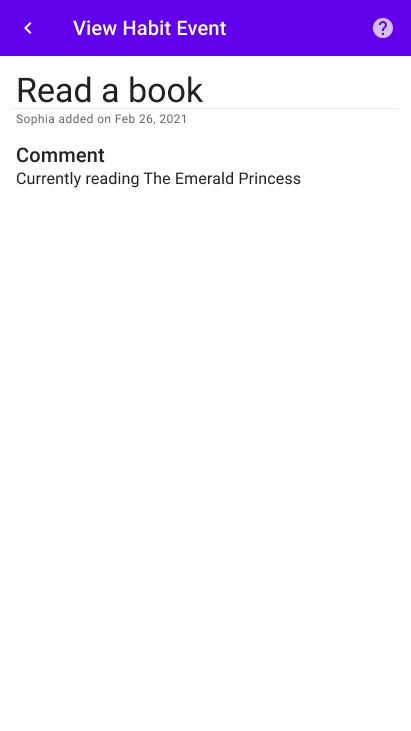 View Habit Event
Read a book
Sophia added on Feb 26, 2021
Comment
Currently reading The Emerald Princess